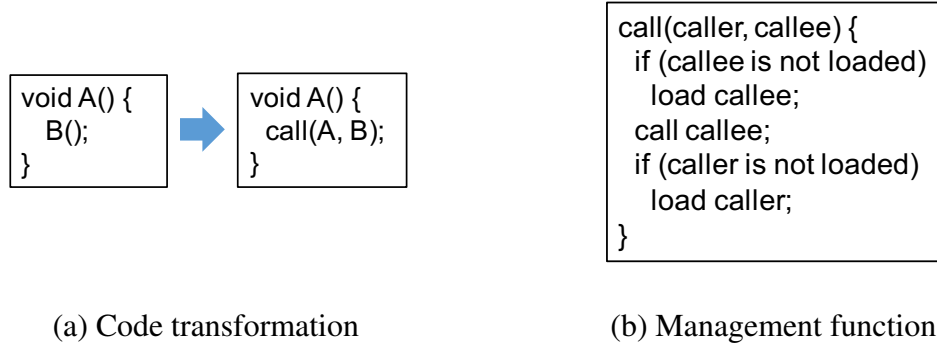 void A() {
B();
}
void A() {
call(A, B);
}
call(caller, callee) {
if (callee is not loaded)
load callee;
call callee;
if (caller is not loaded)
load caller;
}
(a) Code transformation
(b) Management function